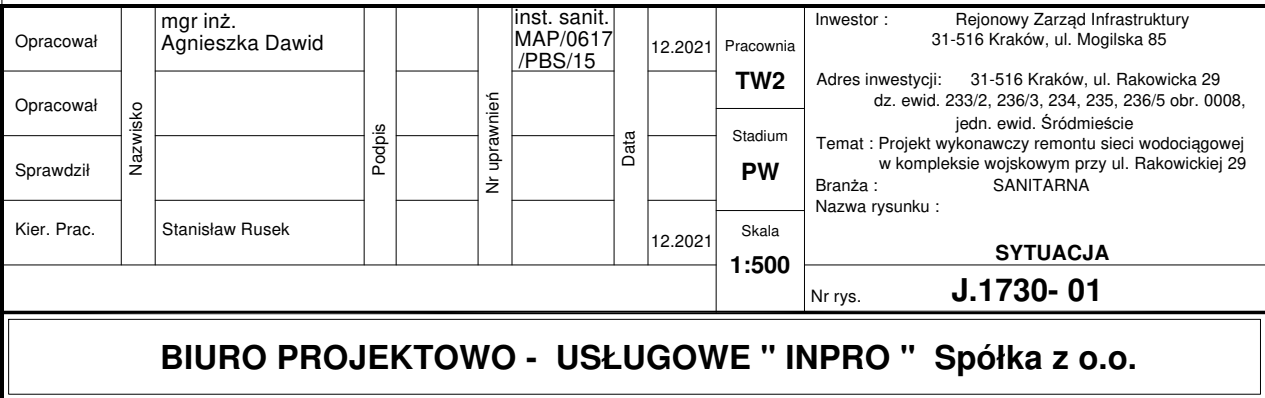 Opracował
mgr inż.
Agnieszka Dawid
inst. sanit.
MAP/0617
/PBS/15
12.2021
Opracował
Sprawdził
Kier. Prac.
Stanisław Rusek
12.2021
Nazwisko
Podpis
Nr uprawnień
Data
Pracownia
TW2
Stadium
PW
Skala
1:500
Inwestor : Rejonowy Zarząd Infrastruktury
31-516 Kraków, ul. Mogilska 85
Adres inwestycji: 31-516 Kraków, ul. Rakowicka 29
dz. ewid. 233/2, 236/3, 234, 235, 236/5 obr. 0008,
jedn. ewid. Śródmieście
Temat : Projekt wykonawczy remontu sieci wodociągowej
w kompleksie wojskowym przy ul. Rakowickiej 29
Branża : SANITARNA
Nazwa rysunku :
SYTUACJA
Nr rys. J.1730- 01
BIURO PROJEKTOWO - USŁUGOWE " INPRO " Spółka z o.o.